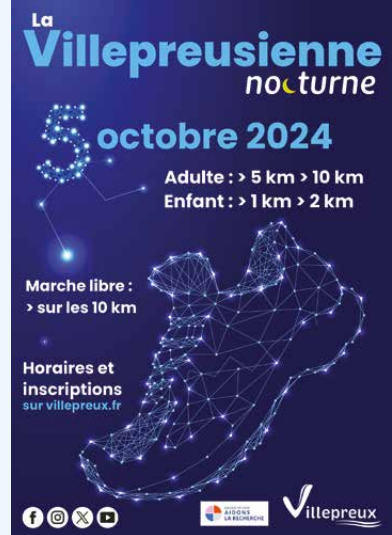 La
Villepreusienne
nocturne
5 octobre 2024
Adulte : > 5 km > 10 km
Enfant : > 1 km > 2 km
Marche libre :
> sur les 10 km
Horaires et
inscriptions
sur villepreux.fr
AIDONS
LA RECHERCHE
Villepreux